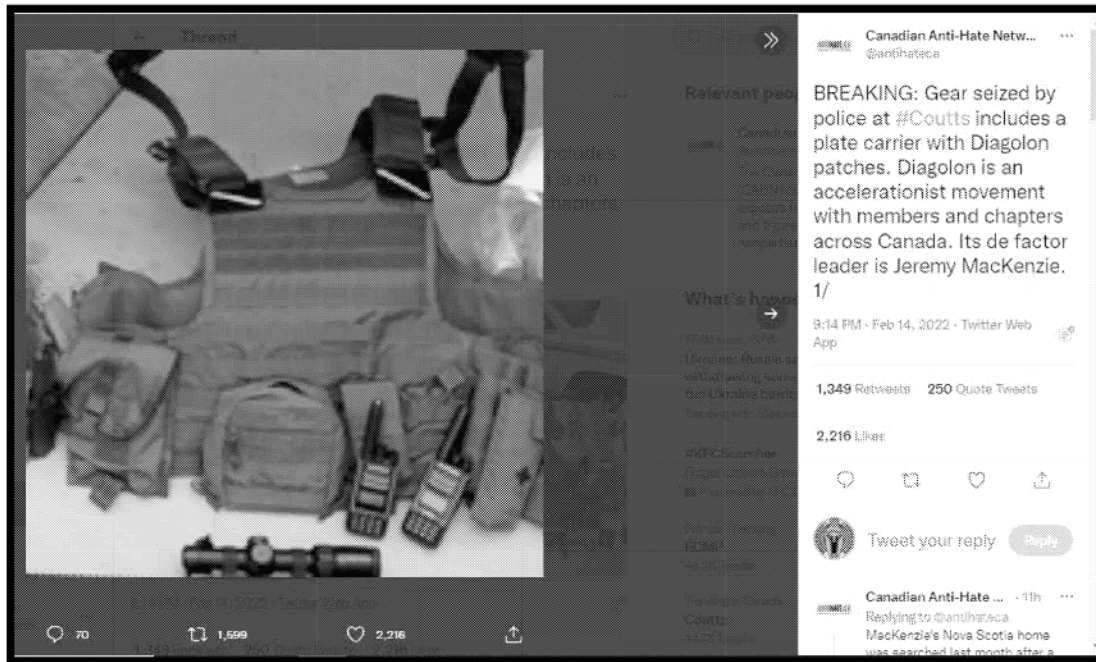 Thread
Canadian Anti-Hate Netw...
@antihateca
BREAKING: Gear seized by
police at #Coutts includes a
plate carrier with Diagolon
patches. Diagolon is an
accelerationist movement
with members and chapters
across Canada. Its de factor
leader is Jeremy MacKenzie.
1/
9:14 PM · Feb 14, 2022 · Twitter Web
App
1,349 Retweets 250 Quote Tweets
2,216 Likes
Tweet your reply
Reply
Canadian Anti-Hate ... · 11h
Replying to @antihateca
MacKenzie's Nova Scotia home
was searched last month after a
Relevant peop
What's happe
Coutts
70
1,599
2,216